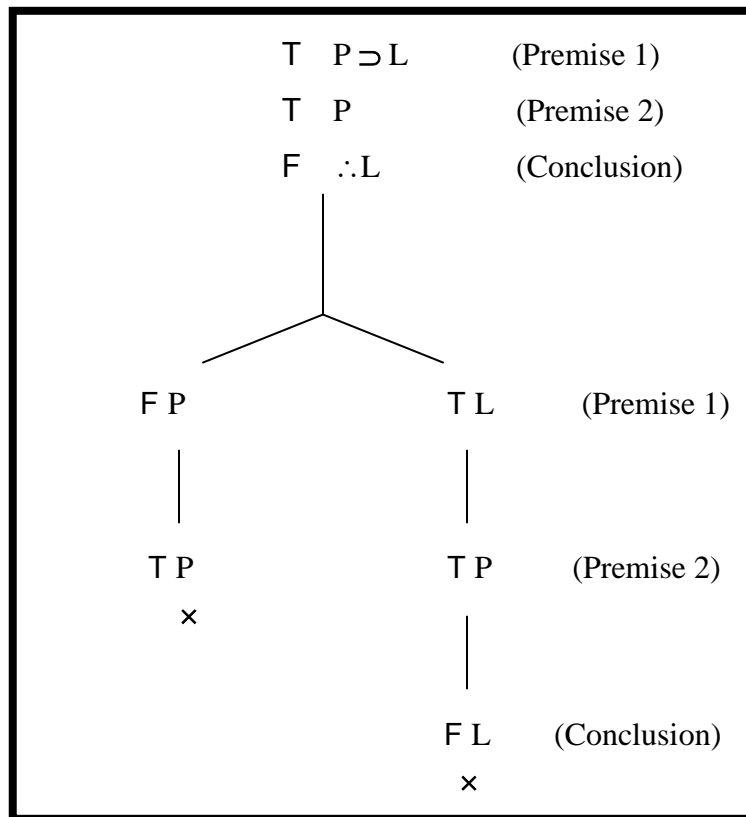 T P ⊃ L (Premise 1)
T P (Premise 2)
F ∴L (Conclusion)
F P T L (Premise 1)
T P T P (Premise 2)
×
F L (Conclusion)
×